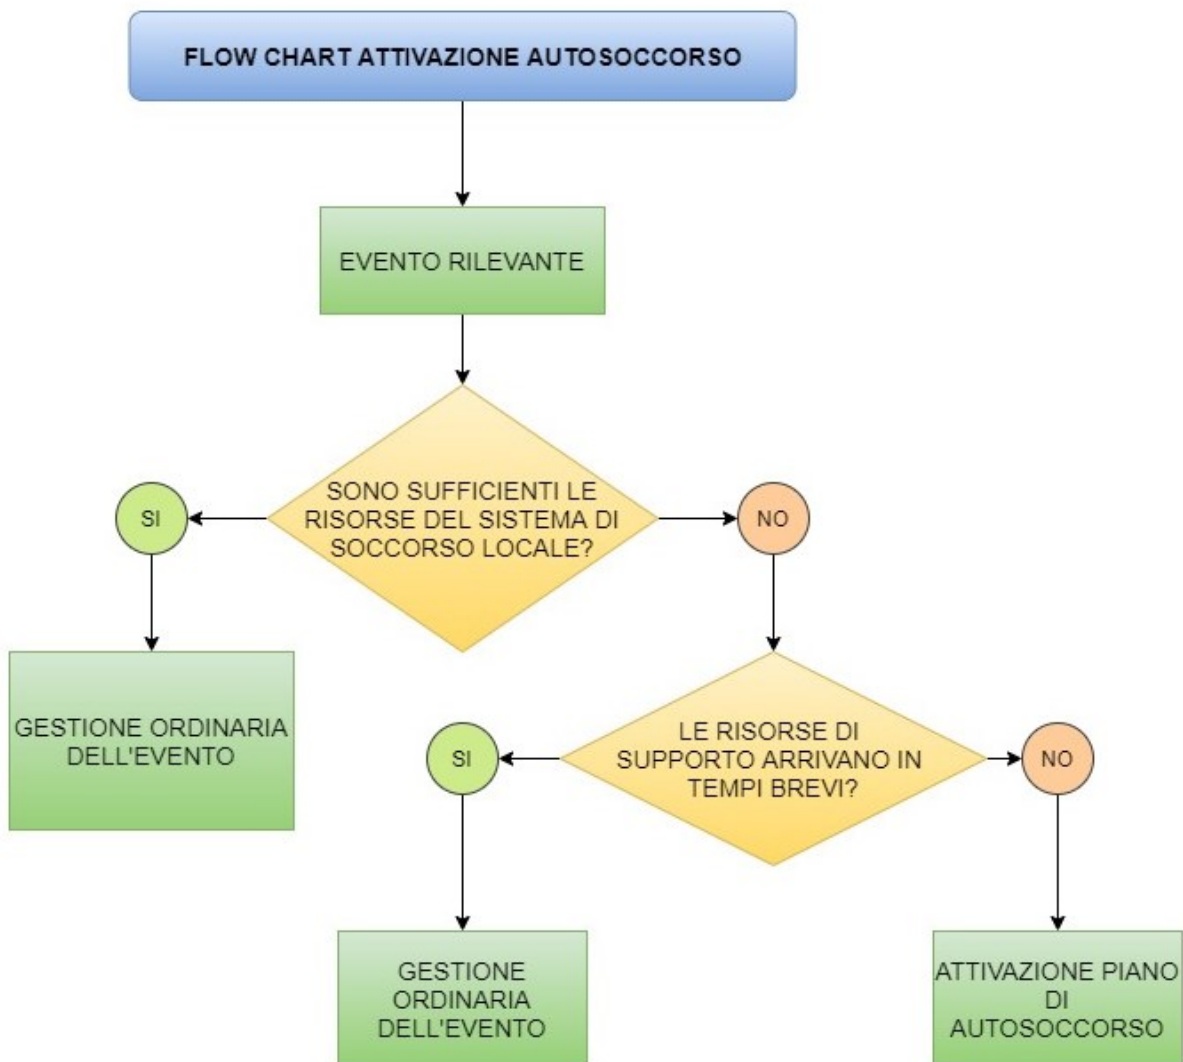 FLOW CHART ATTIVAZIONE AUTOSOCCORSO
EVENTO RILEVANTE
SONO SUFFICIENTI LE
RISORSE DEL SISTEMA DI
SOCCORSO LOCALE?
SI
NO
GESTIONE ORDINARIA
DELL'EVENTO
LE RISORSE DI
SUPPORTO ARRIVANO IN
TEMPI BREVI?
SI
NO
GESTIONE
ORDINARIA
DELL'EVENTO
ATTIVAZIONE PIANO
DI
AUTOSOCCORSO